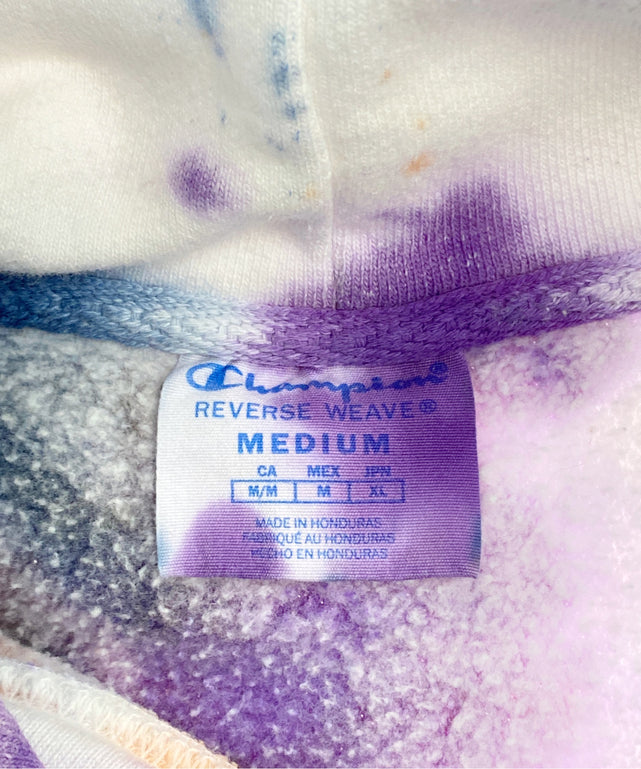 Champion®
REVERSE WEAVE®
MEDIUM
CA MEX JPN
M/M M XL
MADE IN HONDURAS
FABRIQUÉ AU HONDURAS
HECHO EN HONDURAS